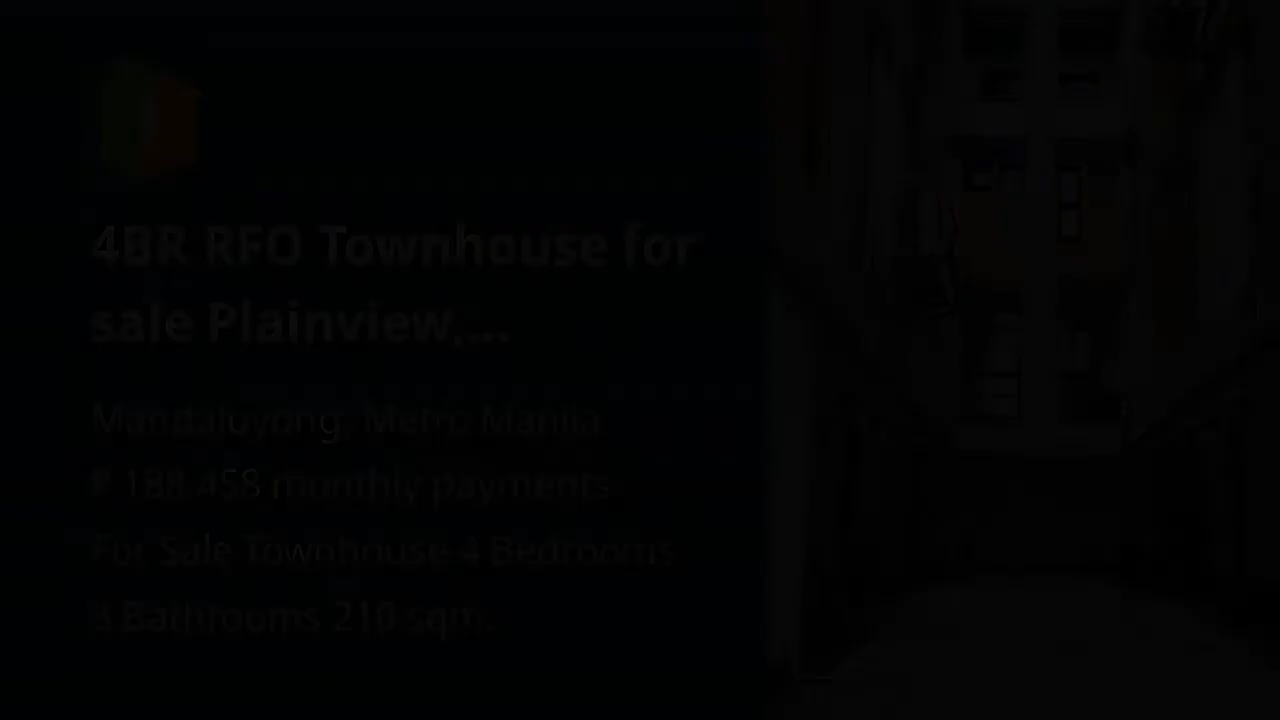 4BR RFO Townhouse for
sale Plainview,...
Mandaluyong, Metro Manila
₱ 188,458 monthly payments
For Sale Townhouse 4 Bedrooms
3 Bathrooms 210 sqm.